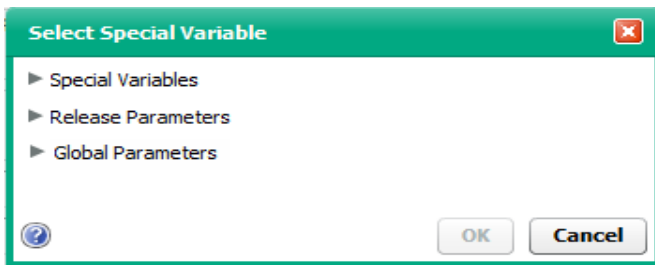 Select Special Variable
Special Variables
Release Parameters
Global Parameters
?
OK Cancel